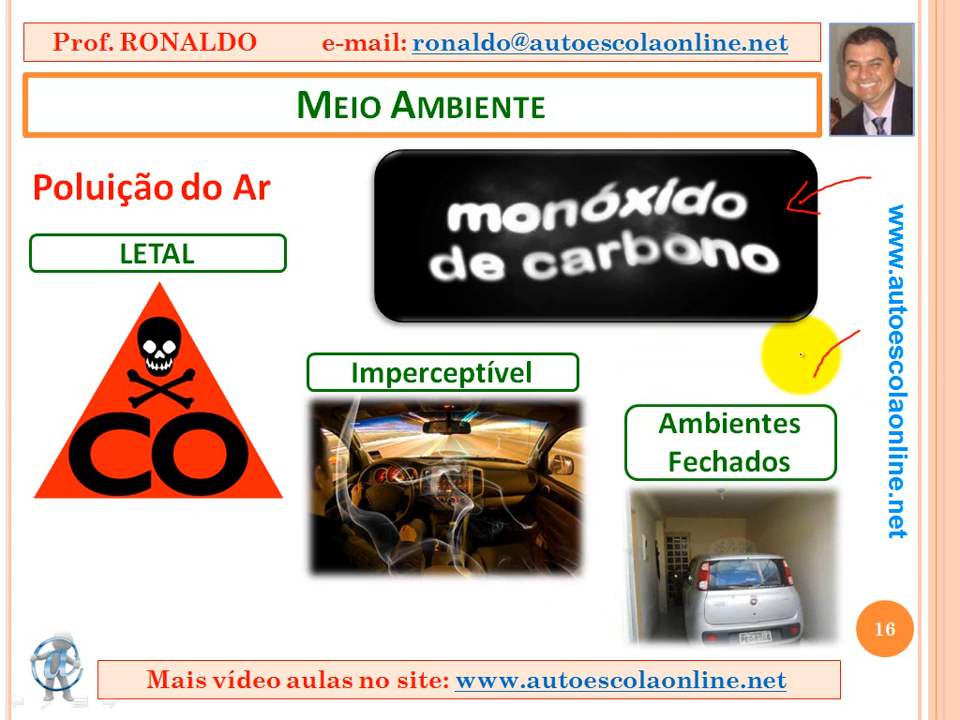 Prof. RONALDO e-mail: ronaldo@autoescolaonline.net
MEIO AMBIENTE
Poluição do Ar
monóxido
de carbono
LETAL
CO
Imperceptível
Ambientes
Fechados
www.autoescolaonline.net
16
Mais vídeo aulas no site: www.autoescolaonline.net